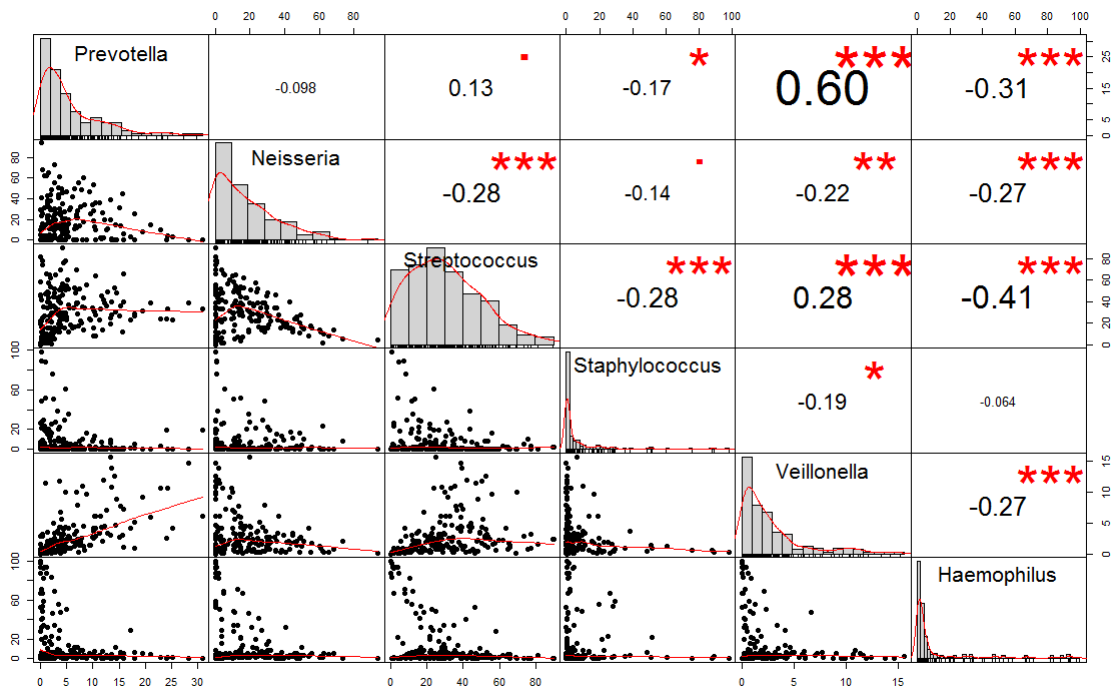 0 40 80 0 20 40 60 80 100 0 20 40 60 80 100
Prevotella
-0.098
0.13
.
-0.17
*
0.60
***
-0.31
***
0 5 15 25
0 20 40 60 80
Neisseria
-0.28
***
-0.14
.
-0.22
**
-0.27
***
Streptococcus
-0.28
***
0.28
***
-0.41
***
0 20 40 60 80
0 20 60 100
Staphylococcus
-0.19
*
-0.064
Veillonella
-0.27
***
0 5 10 15
0 20 60 100
Haemophilus
0 5 10 15 20 25 30 0 20 40 60 80 0 5 10 15